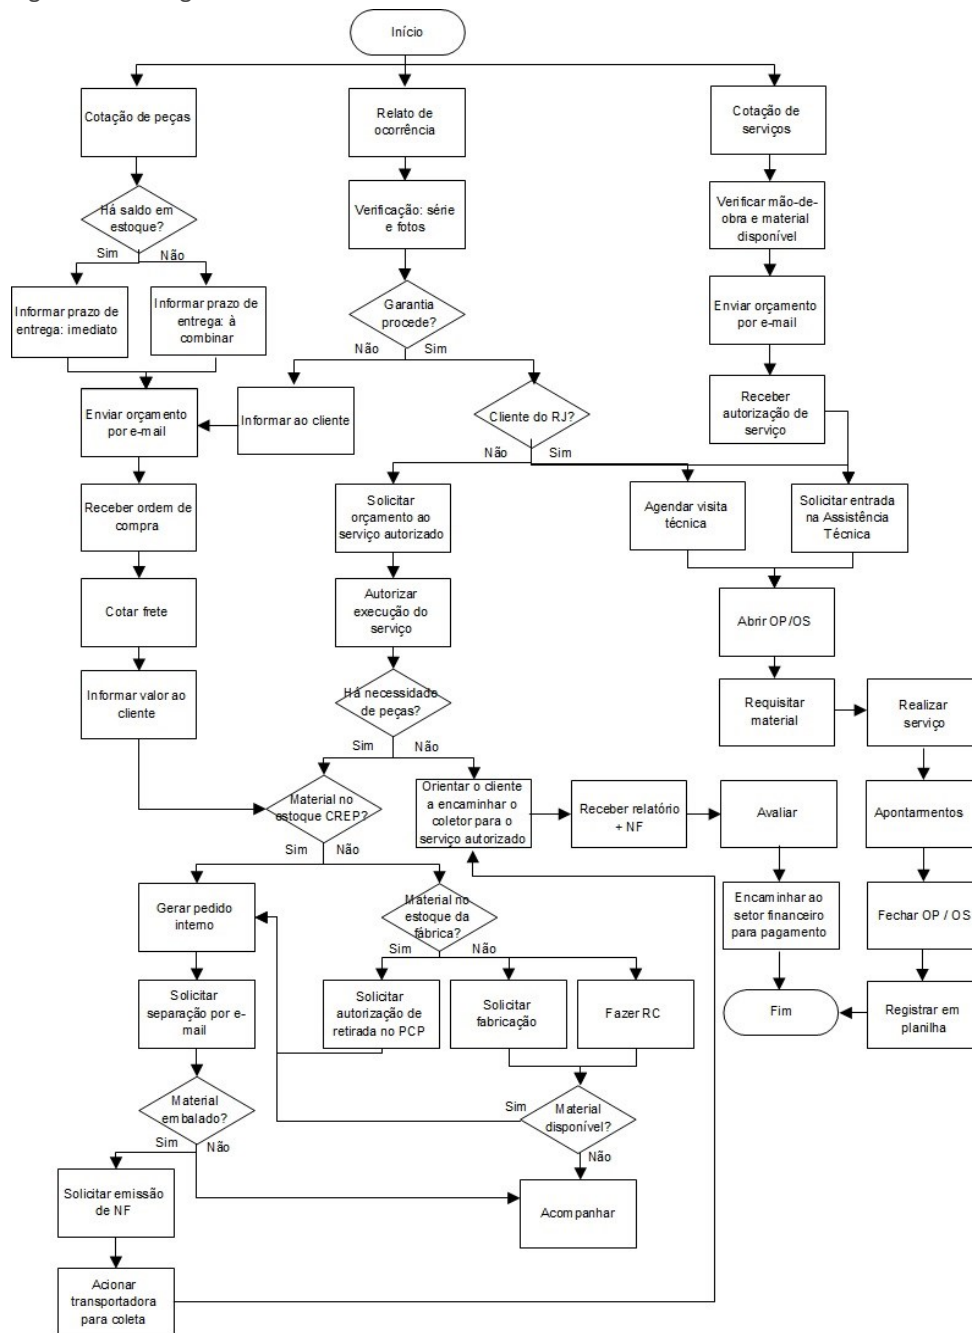 Início
Cotação de peças
Relato de
ocorrência
Cotação de
serviços
Há saldo em
estoque?
Verificação: série
e fotos
Verificar mão-de-
obra e material
disponível
Sim
Não
Informar prazo de
entrega: imediato
Informar prazo de
entrega: à
combinar
Garantia
procede?
Enviar orçamento
por e-mail
Não
Sim
Enviar orçamento
por e-mail
Informar ao cliente
Cliente do RJ?
Receber
autorização de
serviço
Não
Sim
Receber ordem de
compra
Solicitar
orçamento ao
serviço autorizado
Agendar visita
técnica
Solicitar entrada
na Assistência
Técnica
Cotar frete
Autorizar
execução do
serviço
Abrir OP/OS
Informar valor ao
cliente
Há necessidade
de peças?
Requisitar
material
Realizar
serviço
Sim
Não
Material no
estoque CREP?
Orientar o cliente
a encaminhar o
coletor para o
serviço autorizado
Receber relatório
+ NF
Avaliar
Apontamentos
Sim
Não
Gerar pedido
interno
Material no
estoque da
fábrica?
Encaminhar ao
setor financeiro
para pagamento
Fechar OP / OS
Sim
Não
Solicitar
separação por e-
mail
Solicitar
autorização de
retirada no PCP
Solicitar
fabricação
Fazer RC
Fim
Registrar em
planilha
Material
embalado?
Sim
Material
disponível?
Sim
Não
Não
Solicitar emissão
de NF
Acompanhar
Acionar
transportadora
para coleta